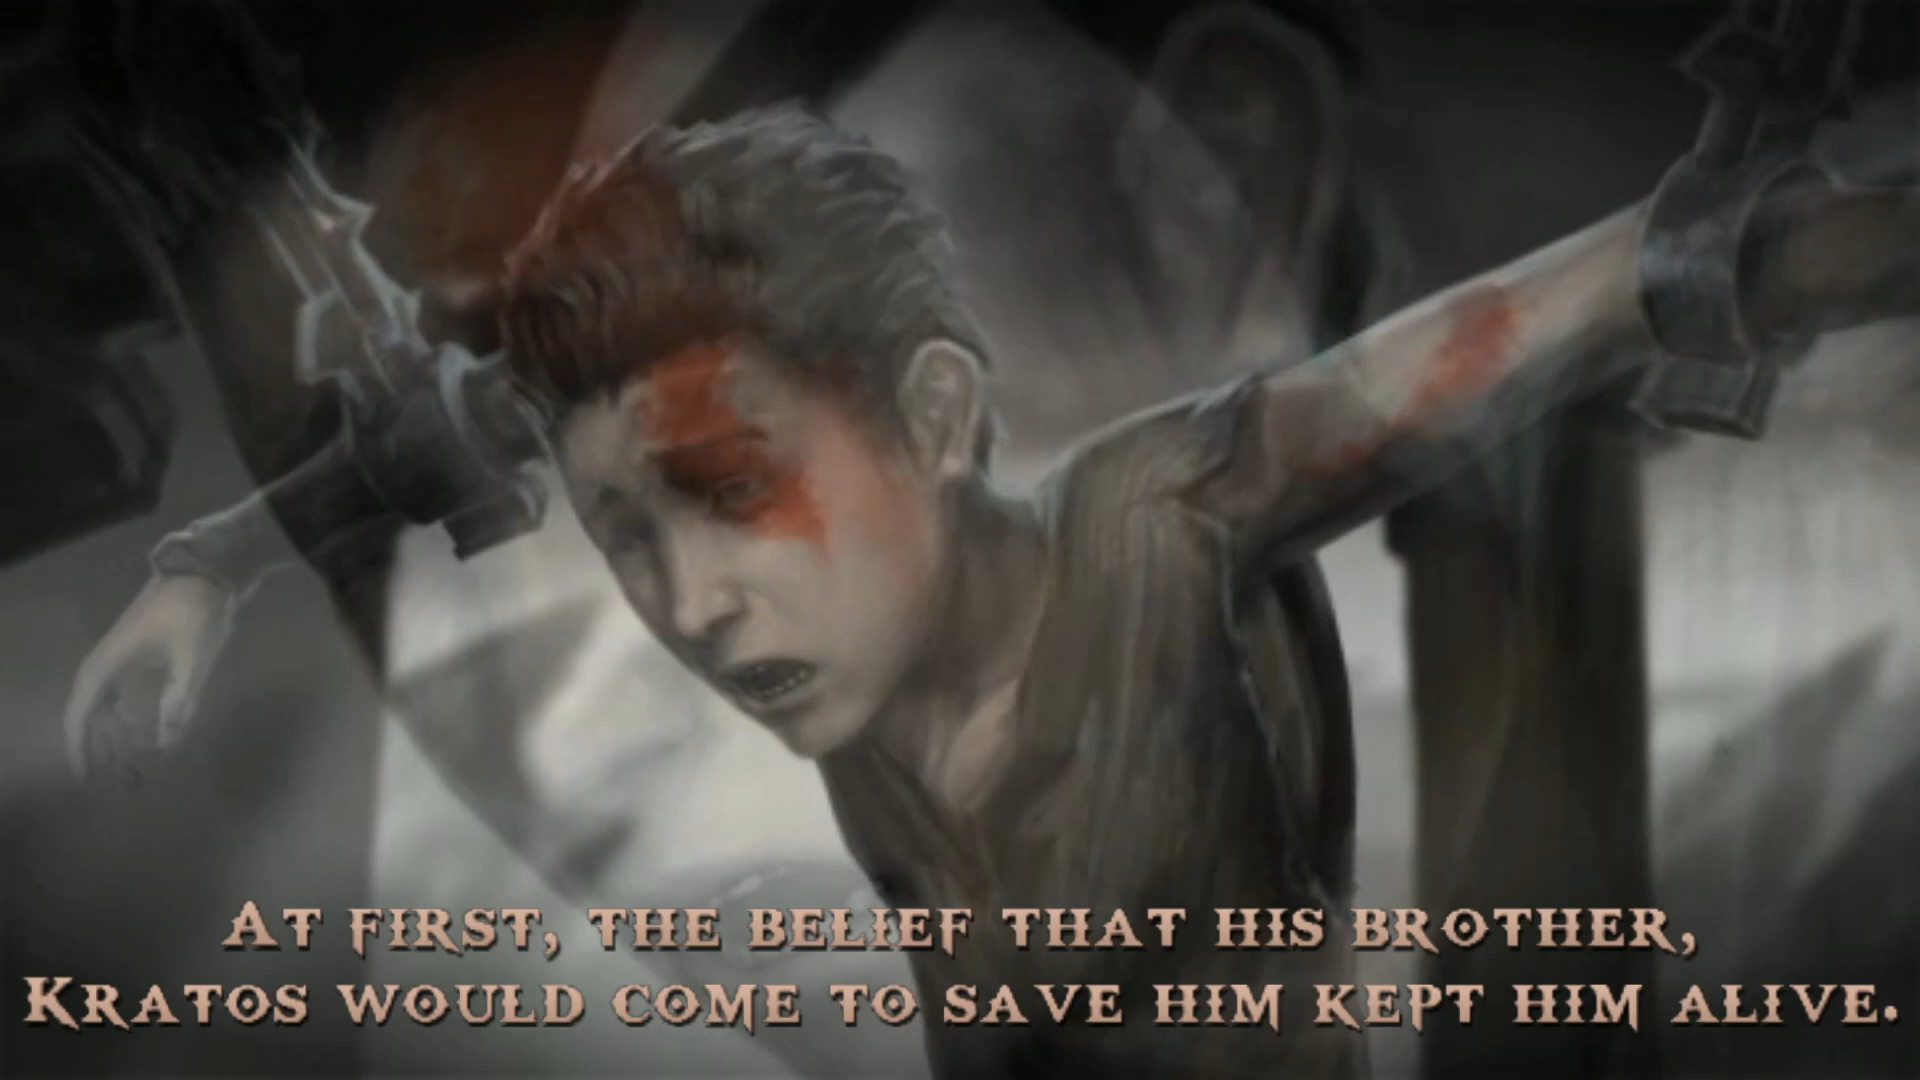 At first, the belief that his brother,
Kratos would come to save him kept him alive.